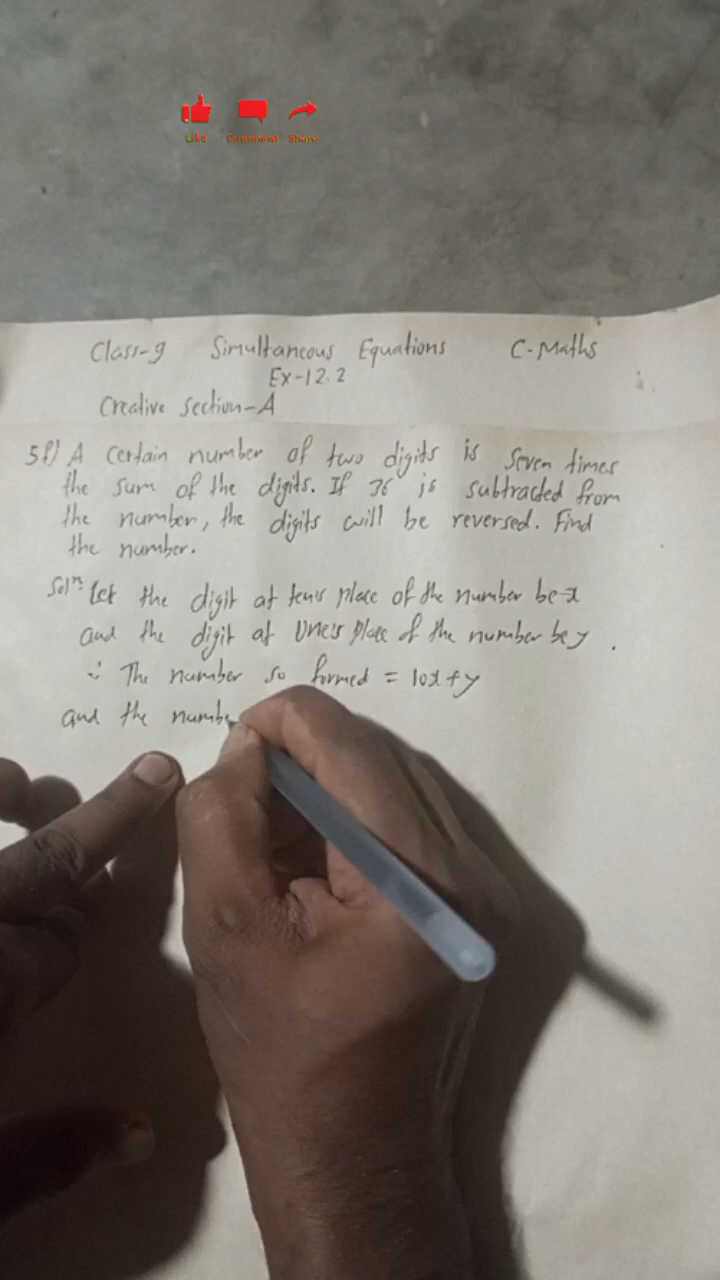 Like Comment Share
Class-9 Simultaneous Equations C-Maths
Ex-12.2
Creative section-A
5f) A certain number of two digits is seven times
the sum of the digits. If 36 is subtracted from
the number, the digits will be reversed. Find
the number.
Solⁿ: Let the digit at ten's place of the number be x
and the digit at one's place of the number be y.
∴ The number so formed = 10x+y
and the numbe